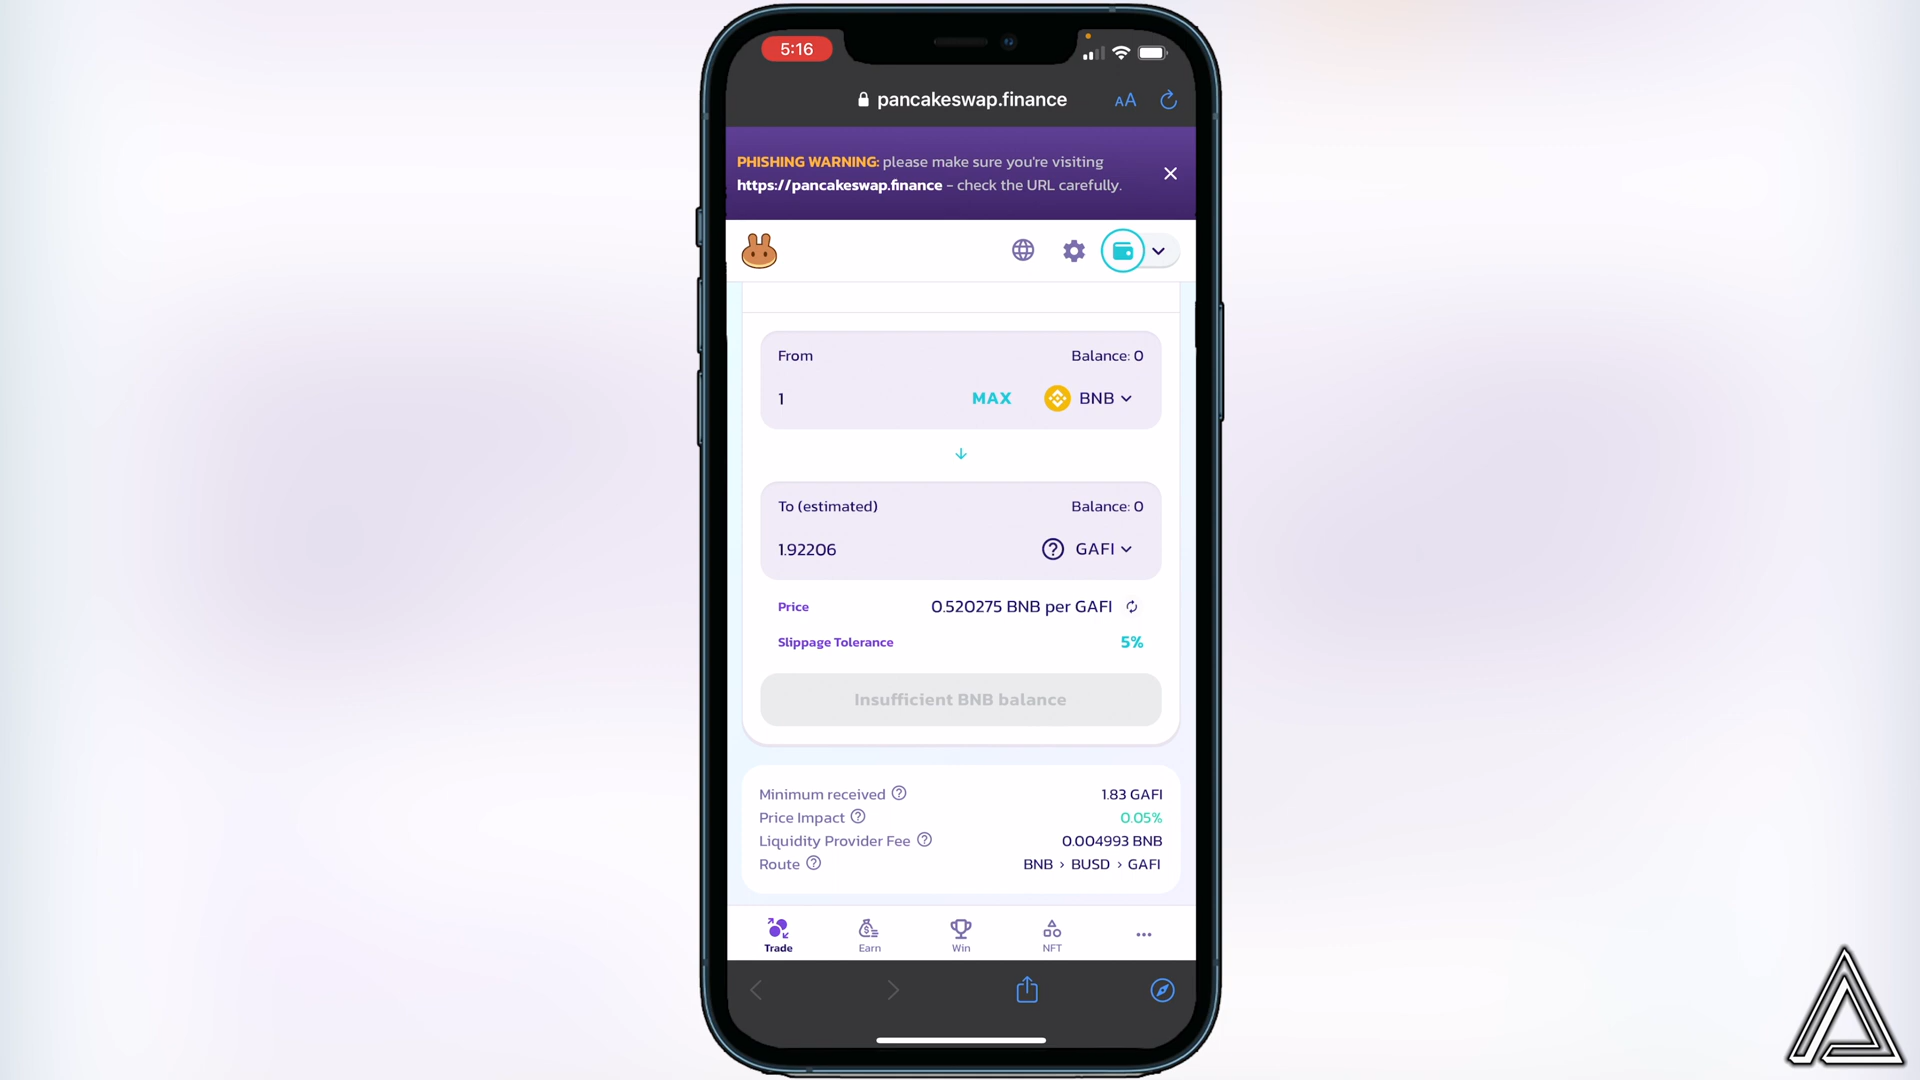 5:16
pancakeswap.finance
AA
PHISHING WARNING: please make sure you're visiting
https://pancakeswap.finance - check the URL carefully.
From
Balance: 0
1
MAX
BNB
To (estimated)
Balance: 0
1.92206
GAFI
Price
0.520275 BNB per GAFI
Slippage Tolerance
5%
Insufficient BNB balance
Minimum received
1.83 GAFI
Price Impact
0.05%
Liquidity Provider Fee
0.004993 BNB
Route
BNB > BUSD > GAFI
Trade
Earn
Win
NFT